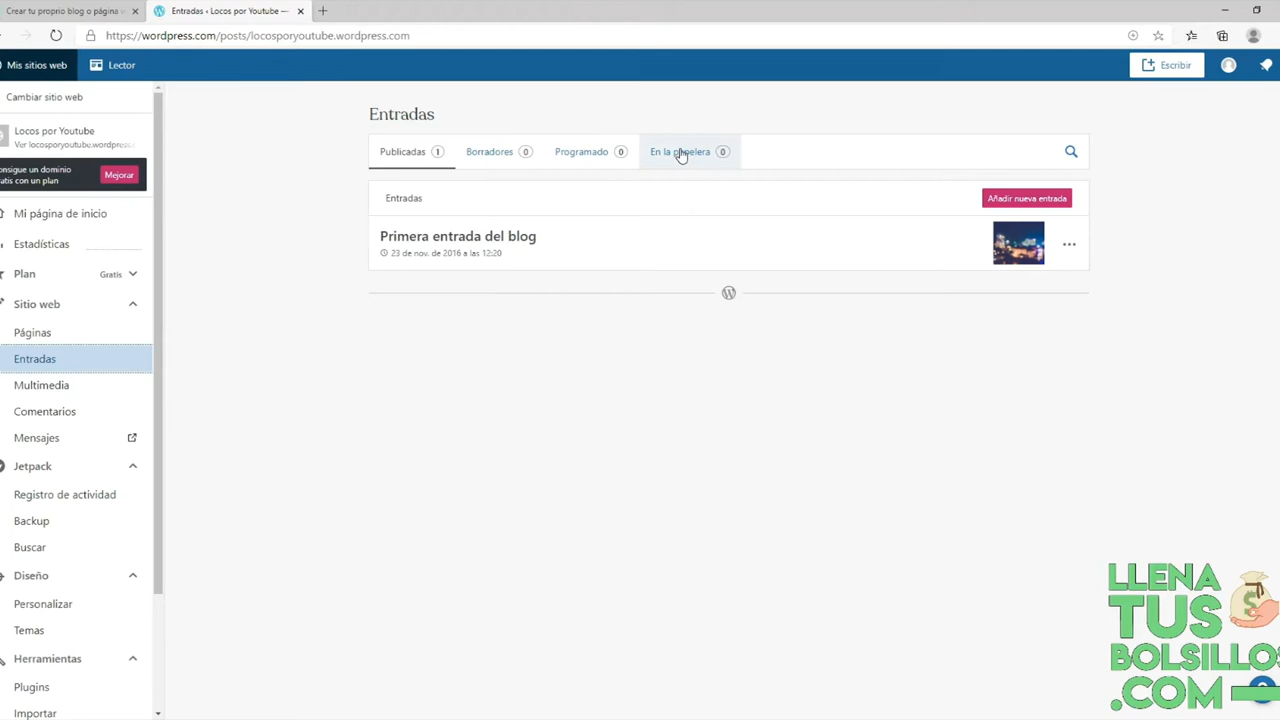 Crear tu propio blog o página w
Entradas ‹ Locos por Youtube —
https://wordpress.com/posts/locosporyoutube.wordpress.com
Mis sitios web
Lector
Escribir
Cambiar sitio web
Locos por Youtube
Ver locosporyoutube.wordpress.c
onsigue un dominio
ratis con un plan
Mejorar
Mi página de inicio
Estadísticas
Plan
Gratis
Sitio web
Páginas
Entradas
Multimedia
Comentarios
Mensajes
Jetpack
Registro de actividad
Backup
Buscar
Diseño
Personalizar
Temas
Herramientas
Plugins
Importar
Entradas
Publicadas 1
Borradores 0
Programado 0
En la papelera 0
Entradas
Añadir nueva entrada
Primera entrada del blog
23 de nov. de 2016 a las 12:20
LLENA
TUS
BOLSILLOS
.COM